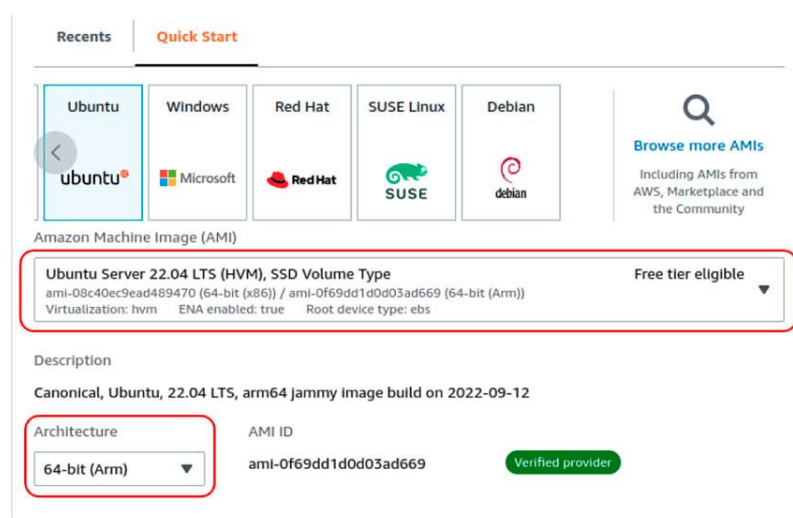 Recents
Quick Start
Ubuntu
ubuntu®
Windows
Microsoft
Red Hat
Red Hat
SUSE Linux
SUSE
Debian
debian
Browse more AMIs
Including AMIs from
AWS, Marketplace and
the Community
Amazon Machine Image (AMI)
Ubuntu Server 22.04 LTS (HVM), SSD Volume Type
Free tier eligible
ami-08c40ec9ead489470 (64-bit (x86)) / ami-0f69dd1d0d03ad669 (64-bit (Arm))
Virtualization: hvm ENA enabled: true Root device type: ebs
Description
Canonical, Ubuntu, 22.04 LTS, arm64 jammy image build on 2022-09-12
Architecture
64-bit (Arm)
AMI ID
ami-0f69dd1d0d03ad669
Verified provider